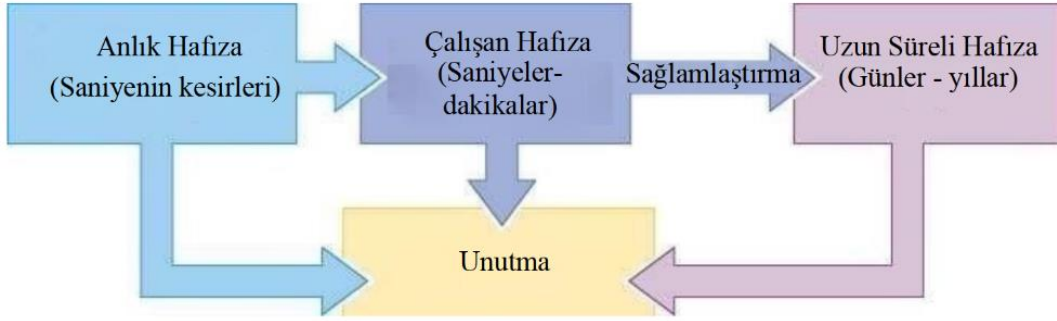 Anlık Hafıza
(Saniyenin kesirleri)
Çalışan Hafıza
(Saniyeler-
dakikalar)
Sağlamlaştırma
Uzun Süreli Hafıza
(Günler - yıllar)
Unutma